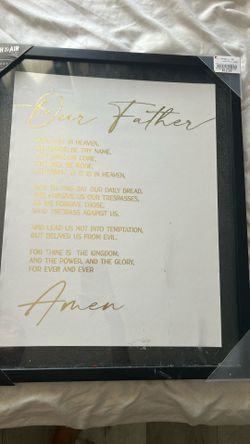 Our Father
IN HEAVEN,
BE THY NAME.
COME,
BE DONE,
AS IT IS IN HEAVEN.
GIVE US THIS DAY OUR DAILY BREAD,
AND FORGIVE US OUR TRESPASSES,
AS WE FORGIVE THOSE,
WHO TRESPASS AGAINST US.
AND LEAD US NOT INTO TEMPTATION,
BUT DELIVER US FROM EVIL.
FOR THINE IS THE KINGDOM,
AND THE POWER, AND THE GLORY,
FOR EVER AND EVER
Amen